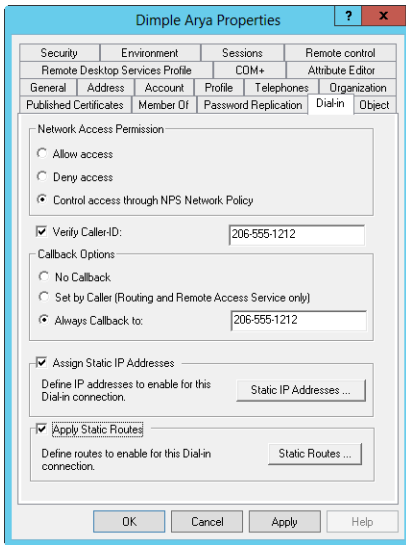 Dimple Arya Properties
?
x
Security Environment Sessions Remote control
Remote Desktop Services Profile COM+ Attribute Editor
General Address Account Profile Telephones Organization
Published Certificates Member Of Password Replication Dial-in Object
Network Access Permission
Allow access
Deny access
Control access through NPS Network Policy
Verify Caller-ID: 206-555-1212
Callback Options
No Callback
Set by Caller (Routing and Remote Access Service only)
Always Callback to: 206-555-1212
Assign Static IP Addresses
Define IP addresses to enable for this
Dial-in connection.
Static IP Addresses ...
Apply Static Routes
Define routes to enable for this Dial-in
connection.
Static Routes ...
OK Cancel Apply Help